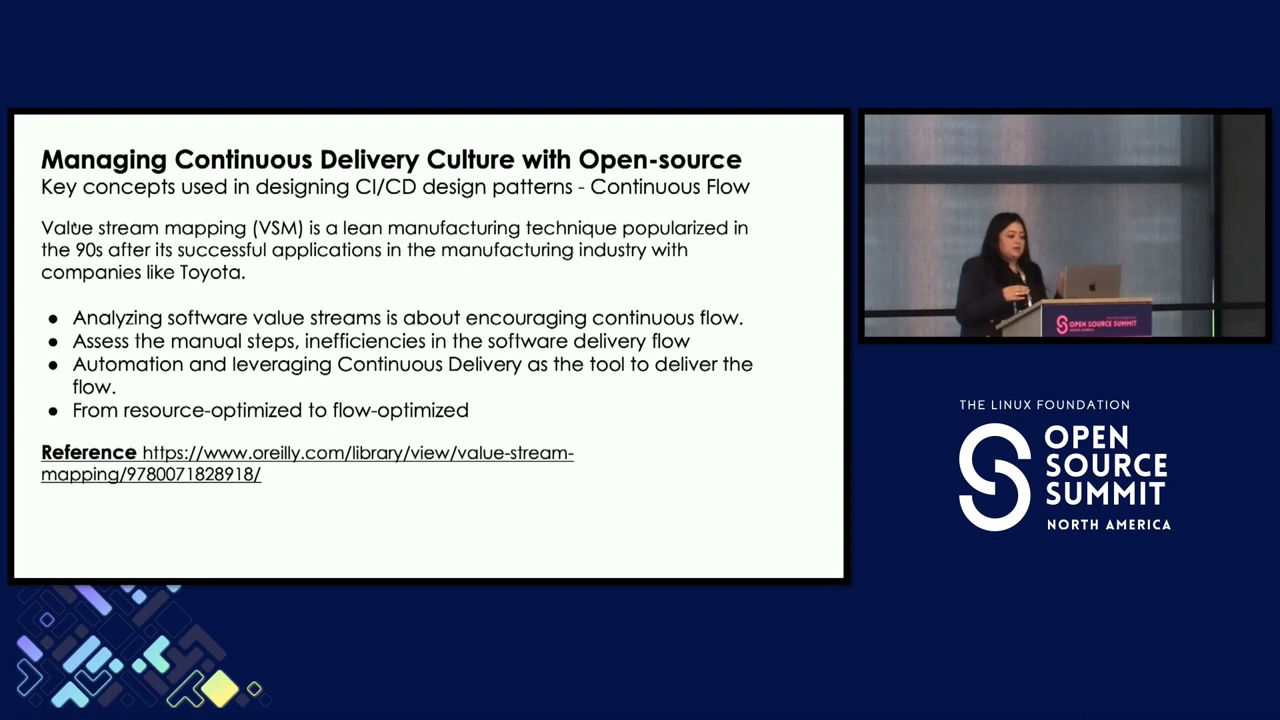 Managing Continuous Delivery Culture with Open-source
Key concepts used in designing CI/CD design patterns - Continuous Flow
Value stream mapping (VSM) is a lean manufacturing technique popularized in
the 90s after its successful applications in the manufacturing industry with
companies like Toyota.
● Analyzing software value streams is about encouraging continuous flow.
● Assess the manual steps, inefficiencies in the software delivery flow
● Automation and leveraging Continuous Delivery as the tool to deliver the
flow.
● From resource-optimized to flow-optimized
Reference https://www.oreilly.com/library/view/value-stream-
mapping/9780071828918/
OPEN SOURCE SUMMIT
THE LINUX FOUNDATION
OPEN
SOURCE
SUMMIT
NORTH AMERICA